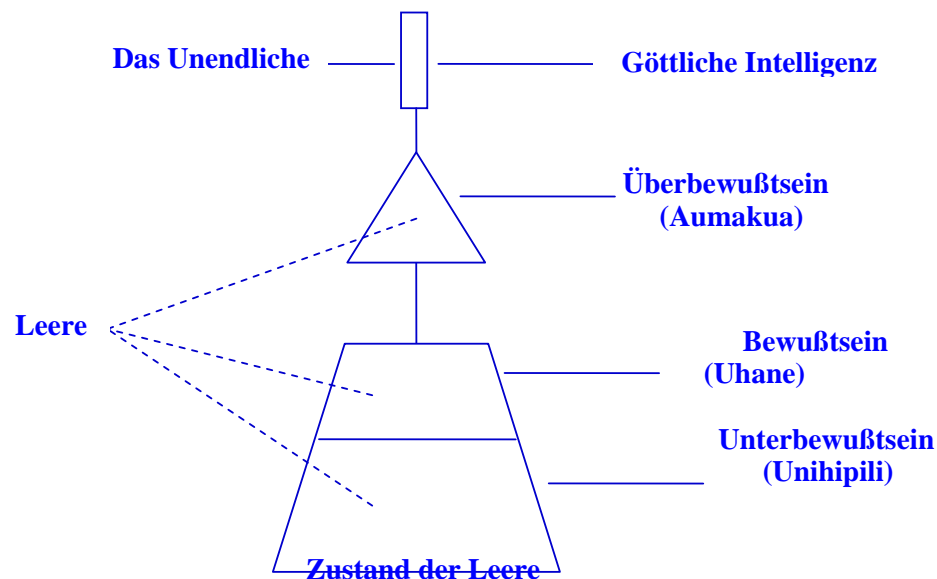 Das Unendliche
Göttliche Intelligenz
Überbewußtsein
(Aumakua)
Leere
Bewußtsein
(Uhane)
Unterbewußtsein
(Unihipili)
Zustand der Leere